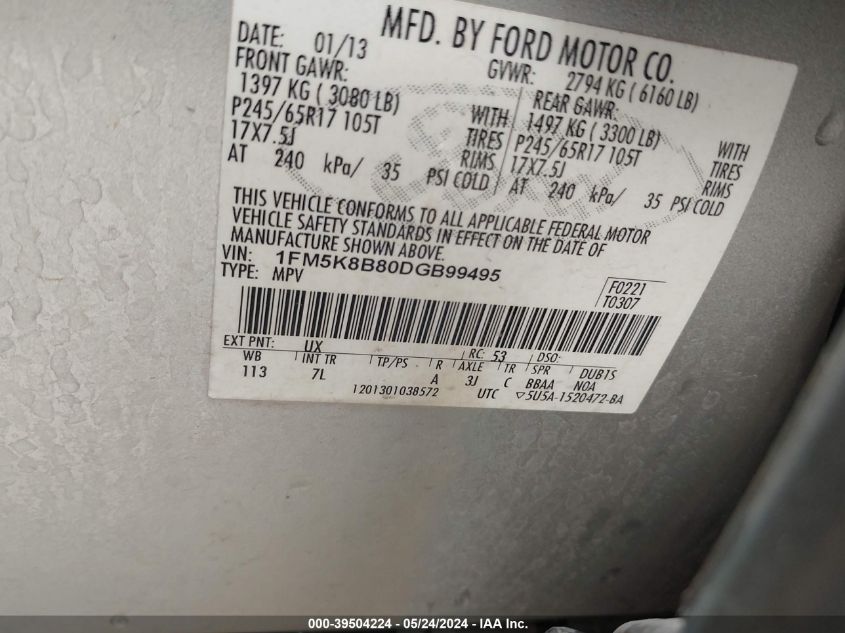 MFD. BY FORD MOTOR CO.
DATE: 01/13 GVWR: 2794 KG ( 6160 LB)
FRONT GAWR: REAR GAWR:
1397 KG ( 3080 LB) WITH 1497 KG ( 3300 LB) WITH
P245/65R17 105T TIRES P245/65R17 105T TIRES
17X7.5J RIMS 17X7.5J RIMS
AT 240 kPa/ 35 PSI COLD AT 240 kPa/ 35 PSI COLD
THIS VEHICLE CONFORMS TO ALL APPLICABLE FEDERAL MOTOR
VEHICLE SAFETY STANDARDS IN EFFECT ON THE DATE OF
MANUFACTURE SHOWN ABOVE.
VIN: 1FM5K8B80DGB99495
TYPE: MPV
F0221
T0307
EXT PNT: UX RC: 53 DSO:
WB INT TR TP/PS R AXLE TR SPR DUBTS
113 7L A 3J C BBAA NOA
1201301038572 UTC ▽5U5A-1520472-BA
000-39504224 - 05/24/2024 - IAA Inc.